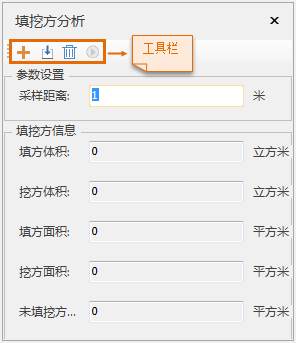 填挖方分析
工具栏
参数设置
采样距离: 1 米
填挖方信息
填方体积: 0 立方米
挖方体积: 0 立方米
填方面积: 0 平方米
挖方面积: 0 平方米
未填挖方... 0 平方米